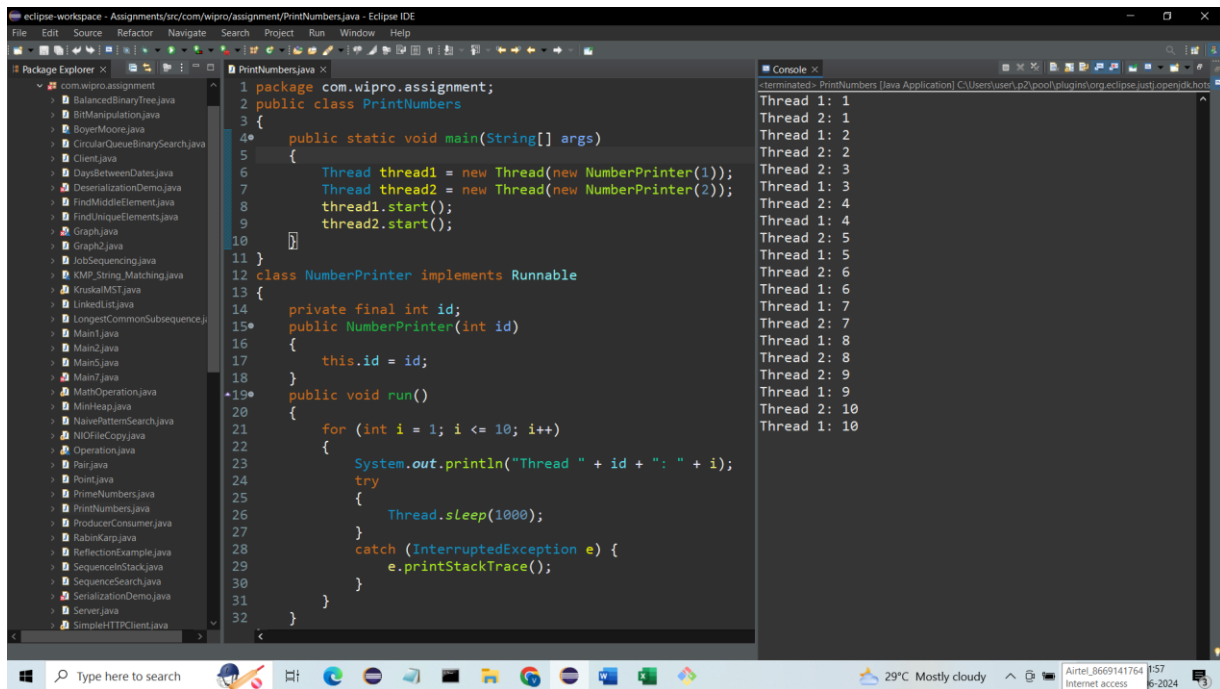 eclipse-workspace - Assignments/src/com/wipro/assignment/PrintNumbers.java - Eclipse IDE
File Edit Source Refactor Navigate Search Project Run Window Help
Package Explorer
com.wipro.assignment
BalancedBinaryTree.java
BitManipulation.java
BoyerMoore.java
CircularQueueBinarySearch.java
Client.java
DaysBetweenDates.java
DeserializationDemo.java
FindMiddleElement.java
FindUniqueElements.java
Graph.java
Graph2.java
JobSequencing.java
KMP_String_Matching.java
KruskalMST.java
LinkedList.java
LongestCommonSubsequence.j
Main1.java
Main2.java
Main5.java
Main7.java
MathOperation.java
MinHeap.java
NaivePatternSearch.java
NIOFileCopy.java
Operation.java
Pair.java
Point.java
PrimeNumbers.java
PrintNumbers.java
ProducerConsumer.java
RabinKarp.java
ReflectionExample.java
SequenceInStack.java
SequenceSearch.java
SerializationDemo.java
Server.java
SimpleHTTPClient.java
PrintNumbers.java
1 package com.wipro.assignment;
2 public class PrintNumbers
3 {
4 public static void main(String[] args)
5 {
6 Thread thread1 = new Thread(new NumberPrinter(1));
7 Thread thread2 = new Thread(new NumberPrinter(2));
8 thread1.start();
9 thread2.start();
10 }
11 }
12 class NumberPrinter implements Runnable
13 {
14 private final int id;
15 public NumberPrinter(int id)
16 {
17 this.id = id;
18 }
19 public void run()
20 {
21 for (int i = 1; i <= 10; i++)
22 {
23 System.out.println("Thread " + id + ": " + i);
24 try
25 {
26 Thread.sleep(1000);
27 }
28 catch (InterruptedException e) {
29 e.printStackTrace();
30 }
31 }
32 }
Console
<terminated> PrintNumbers [Java Application] C:\Users\user\.p2\pool\plugins\org.eclipse.justj.openjdk.hots
Thread 1: 1
Thread 2: 1
Thread 1: 2
Thread 2: 2
Thread 2: 3
Thread 1: 3
Thread 2: 4
Thread 1: 4
Thread 2: 5
Thread 1: 5
Thread 2: 6
Thread 1: 6
Thread 1: 7
Thread 2: 7
Thread 1: 8
Thread 2: 8
Thread 2: 9
Thread 1: 9
Thread 2: 10
Thread 1: 10
Type here to search
29°C Mostly cloudy
Airtel_8669141764
Internet access
1:57
6-2024
3